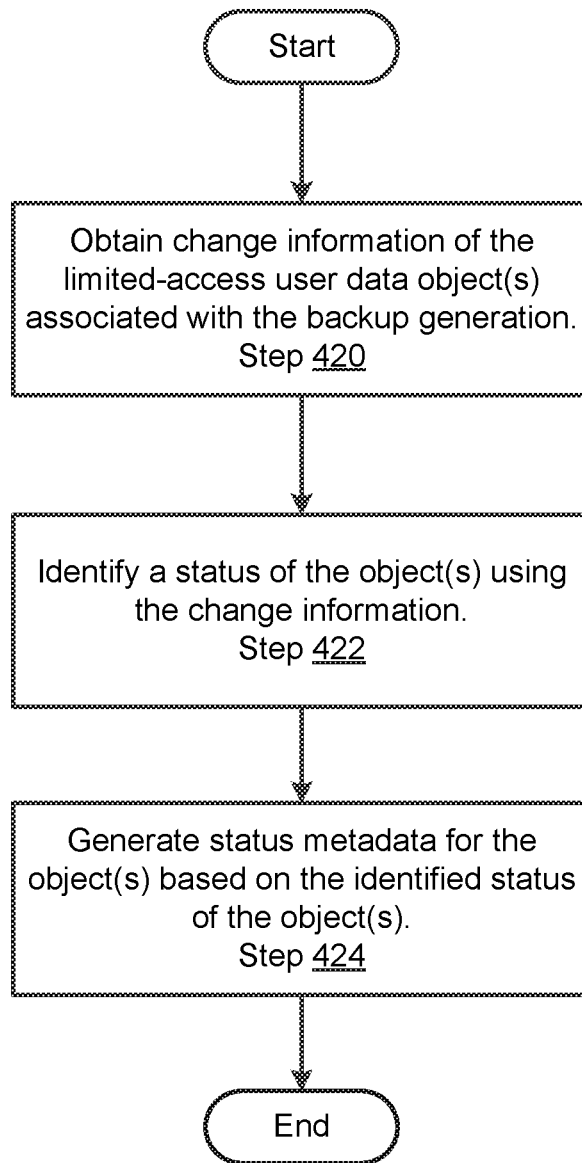 Start
Obtain change information of the
limited-access user data object(s)
associated with the backup generation.
Step 420
Identify a status of the object(s) using
the change information.
Step 422
Generate status metadata for the
object(s) based on the identified status
of the object(s).
Step 424
End